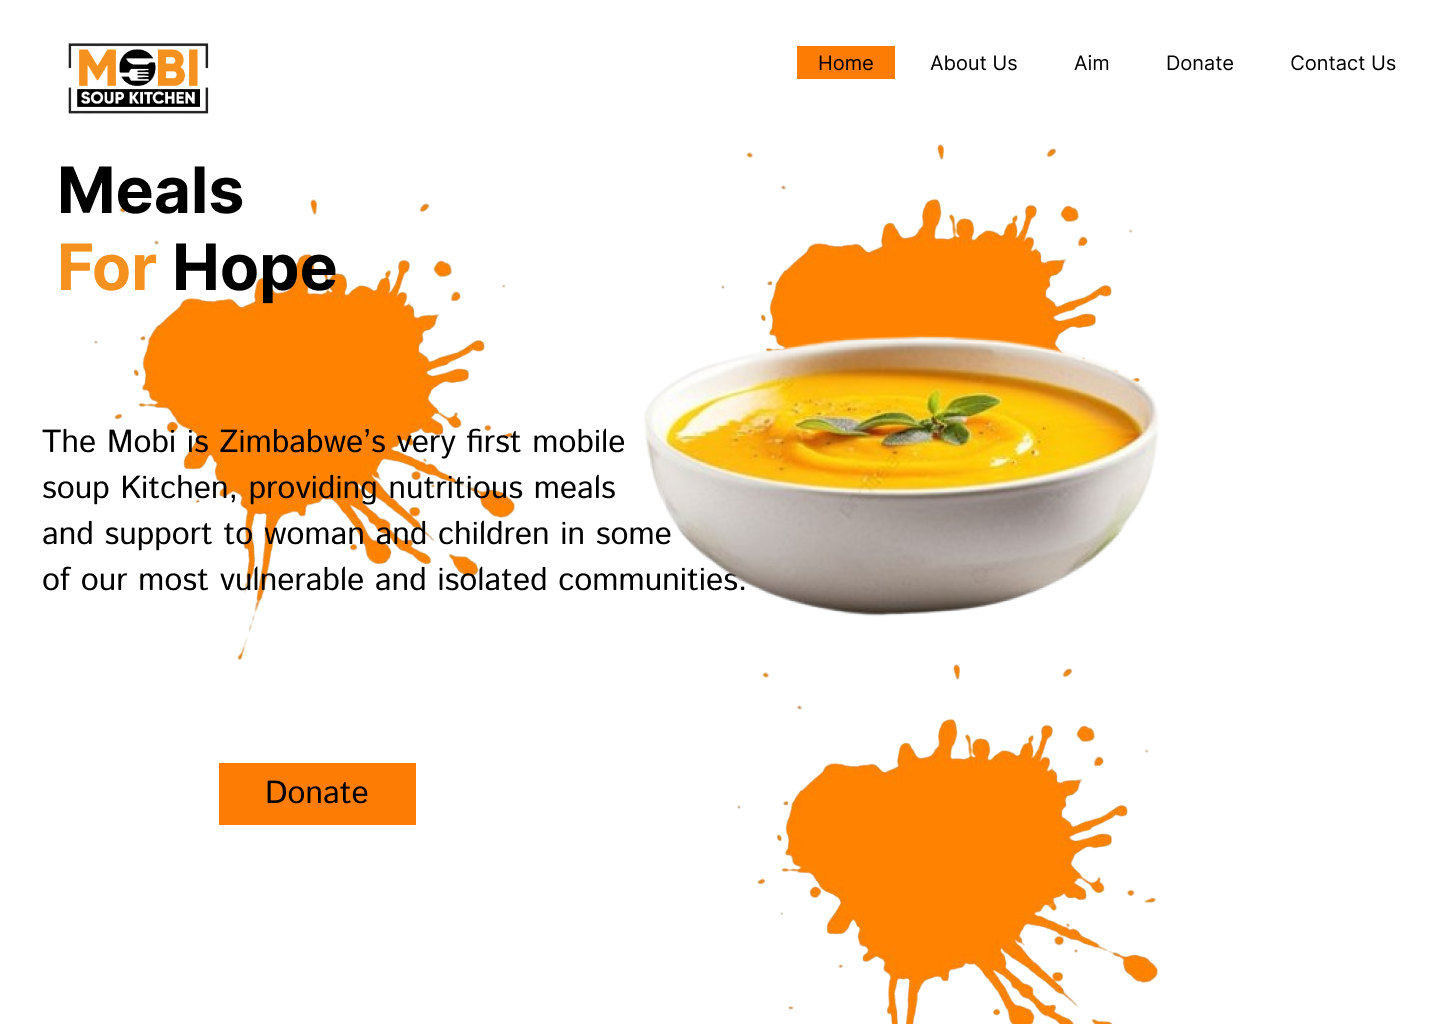 MOBI
SOUP KITCHEN
Home
About Us
Aim
Donate
Contact Us
Meals
For Hope
The Mobi is Zimbabwe’s very first mobile
soup Kitchen, providing nutritious meals
and support to woman and children in some
of our most vulnerable and isolated communities.
Donate